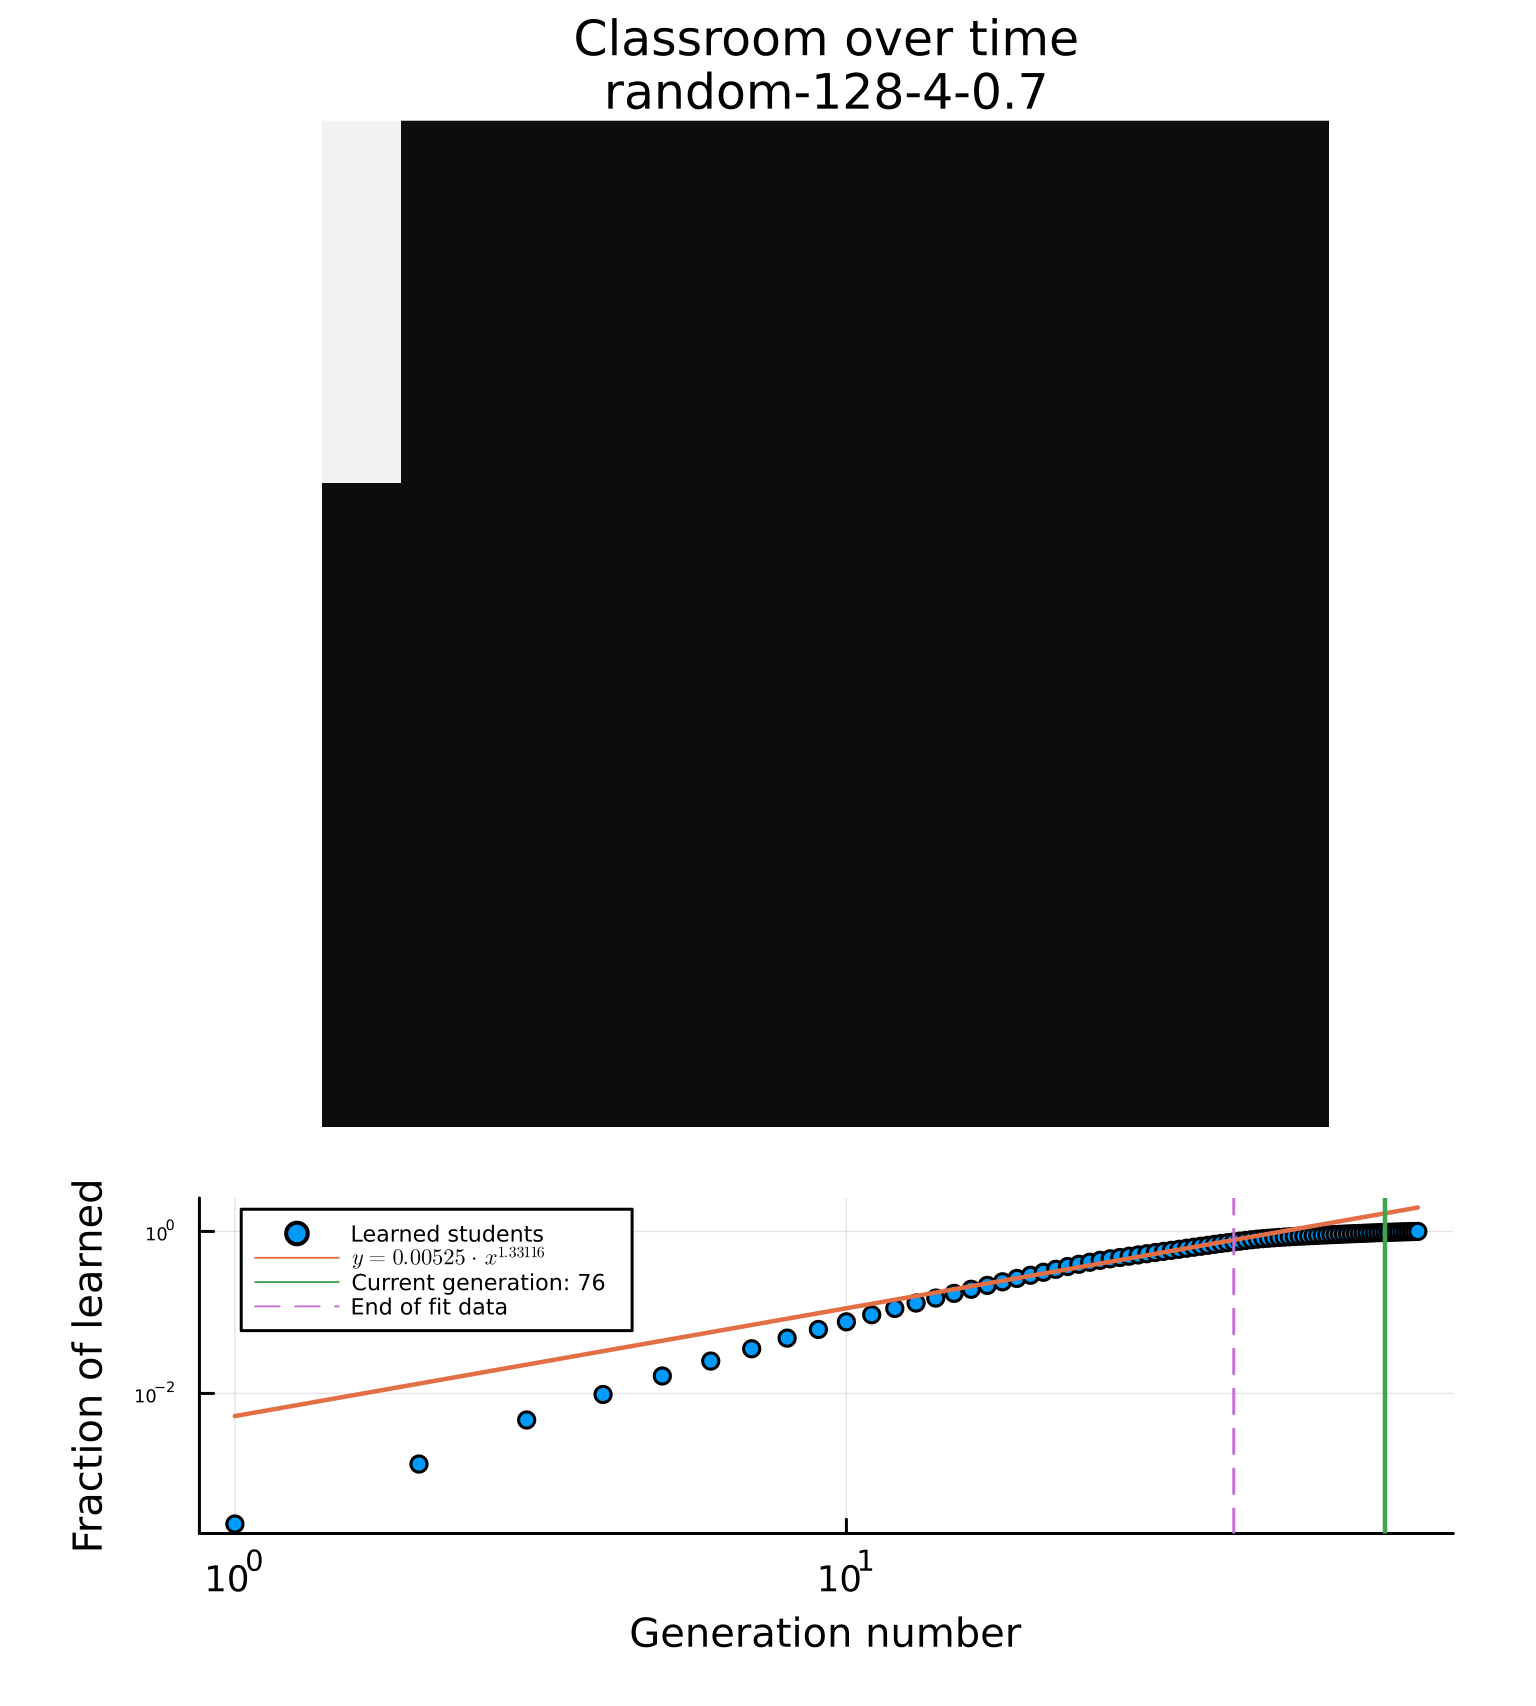 Classroom over time
random-128-4-0.7
Fraction of learned
10^0
10^−2
Learned students
y = 0.00525 · x^1.33116
Current generation: 76
End of fit data
10^0
10^1
Generation number